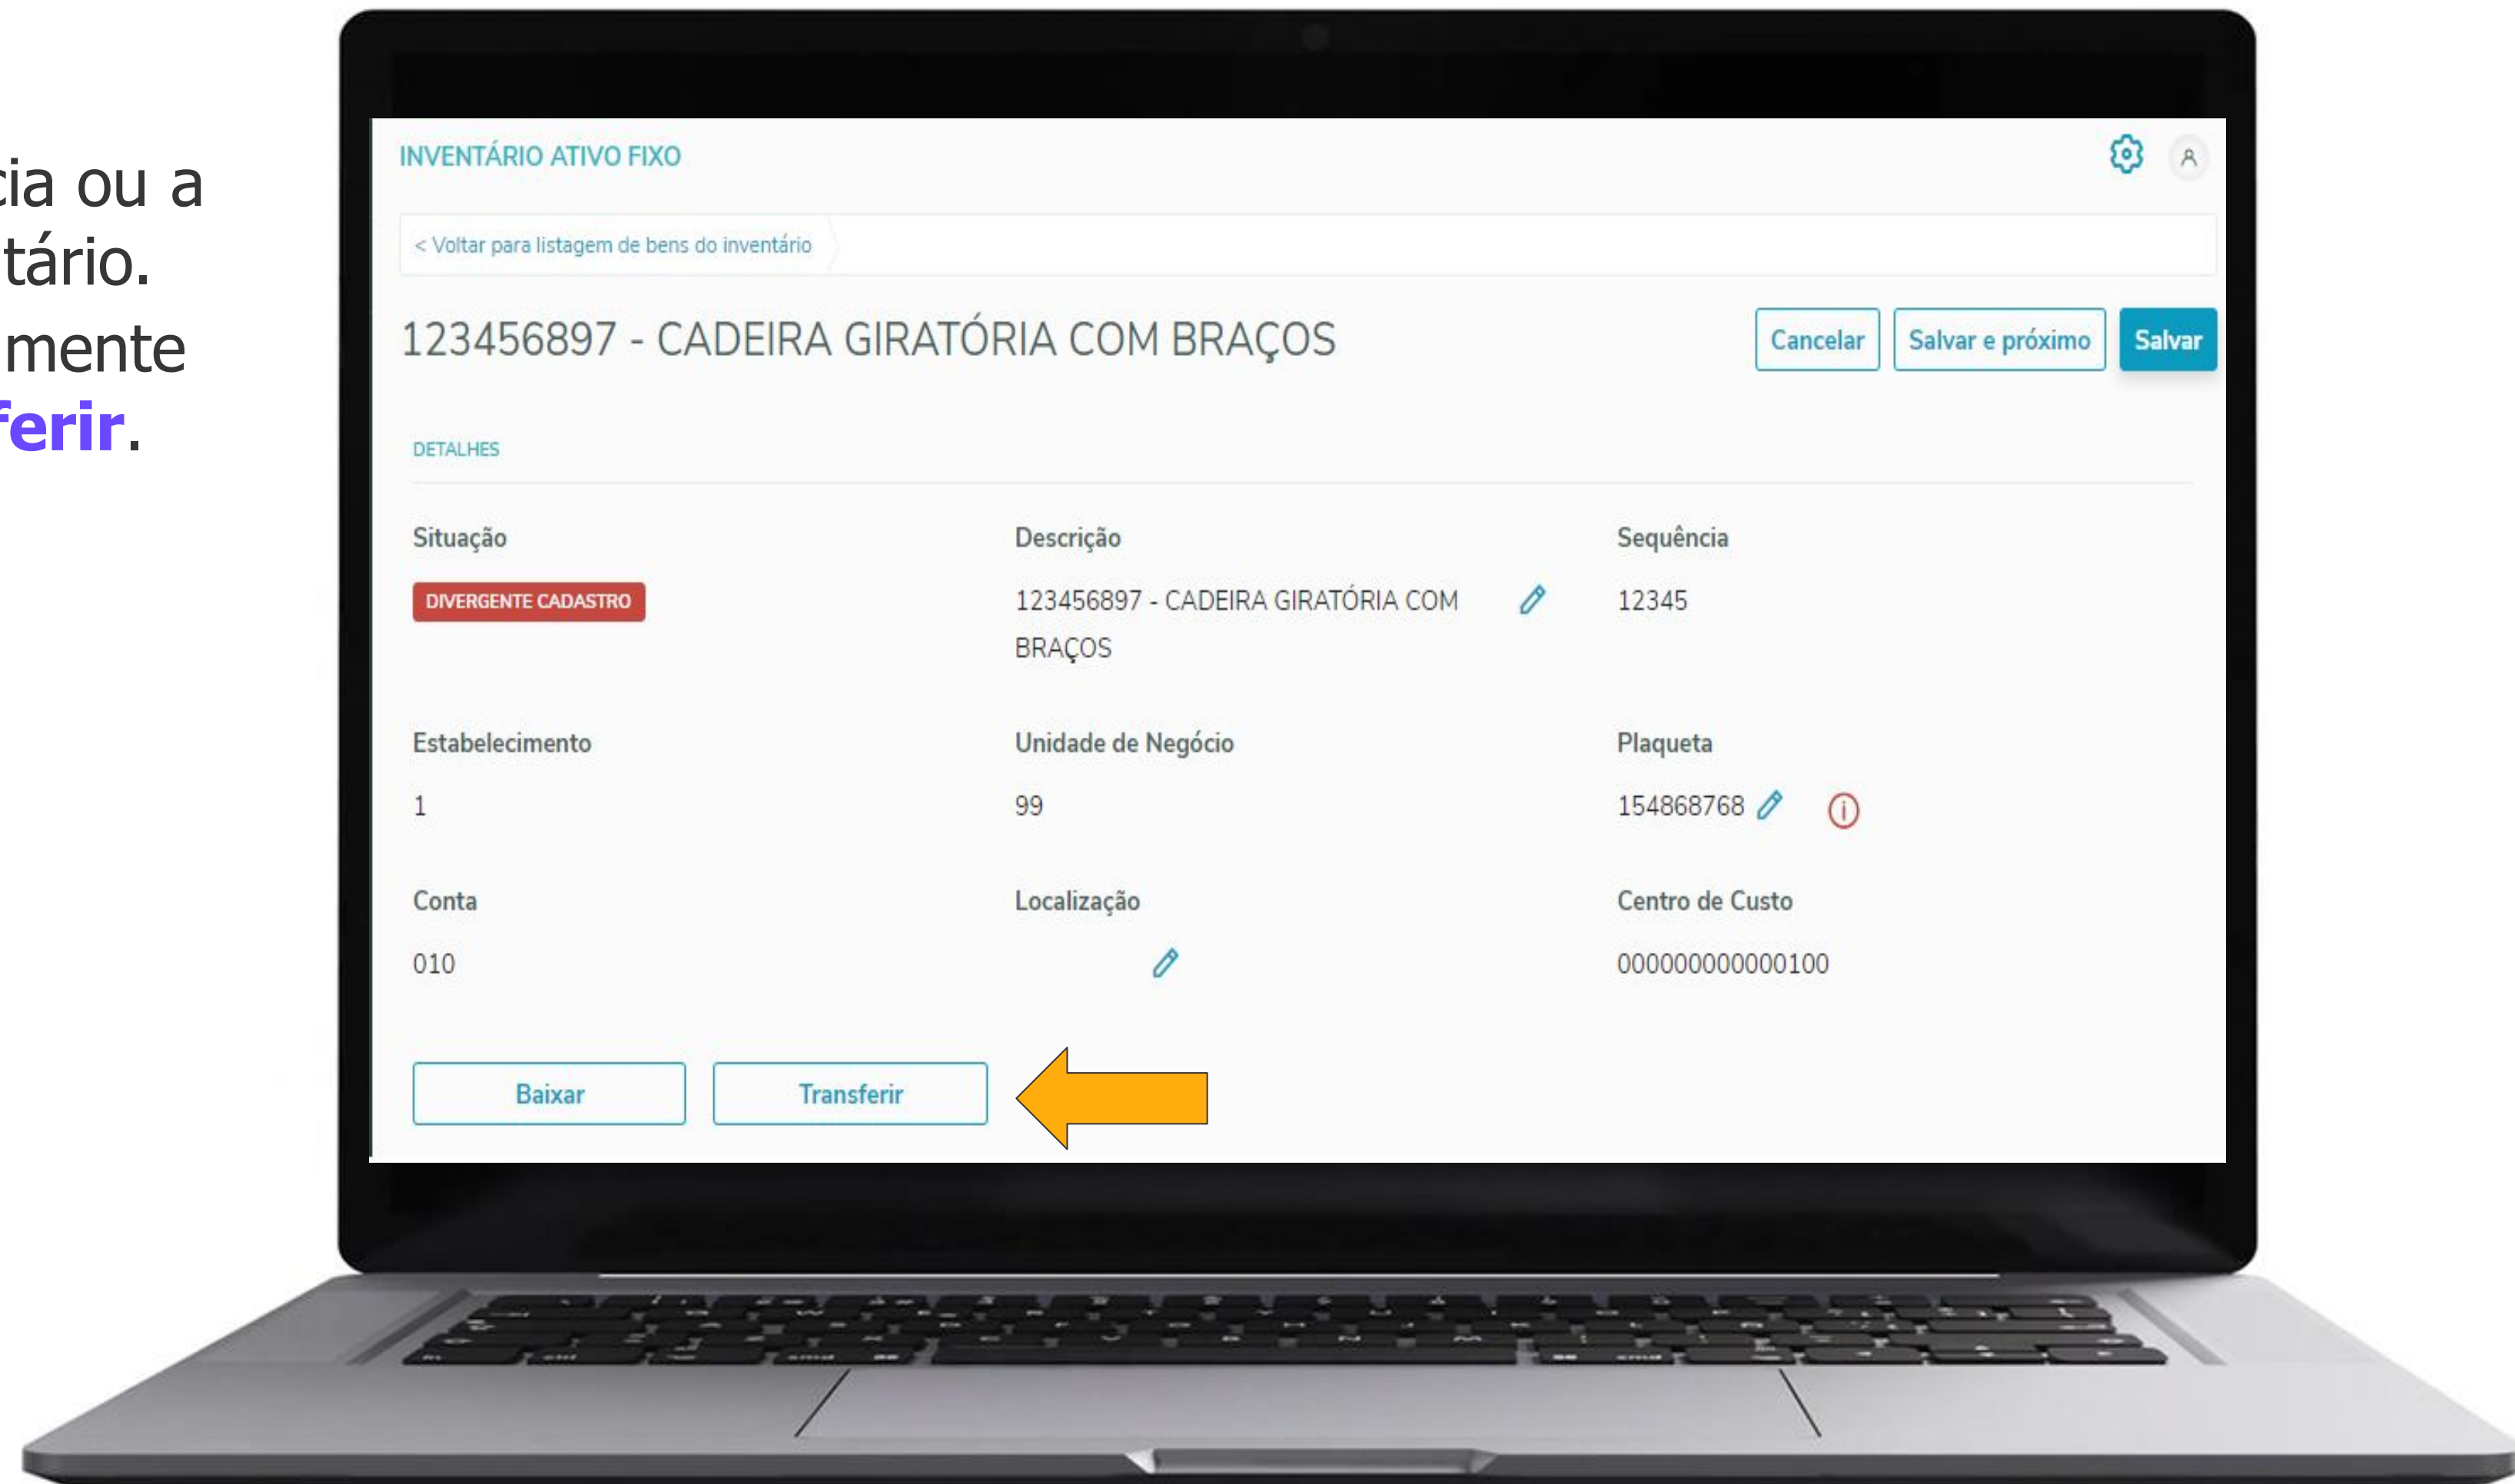 cia ou a
tário.
mente
ferir.
INVENTÁRIO ATIVO FIXO
< Voltar para listagem de bens do inventário
123456897 - CADEIRA GIRATÓRIA COM BRAÇOS
Cancelar
Salvar e próximo
Salvar
DETALHES
Situação
Descrição
Sequência
DIVERGENTE CADASTRO
123456897 - CADEIRA GIRATÓRIA COM
BRAÇOS
12345
Estabelecimento
Unidade de Negócio
Plaqueta
1
99
154868768
Conta
Localização
Centro de Custo
010
000000000000100
Baixar
Transferir